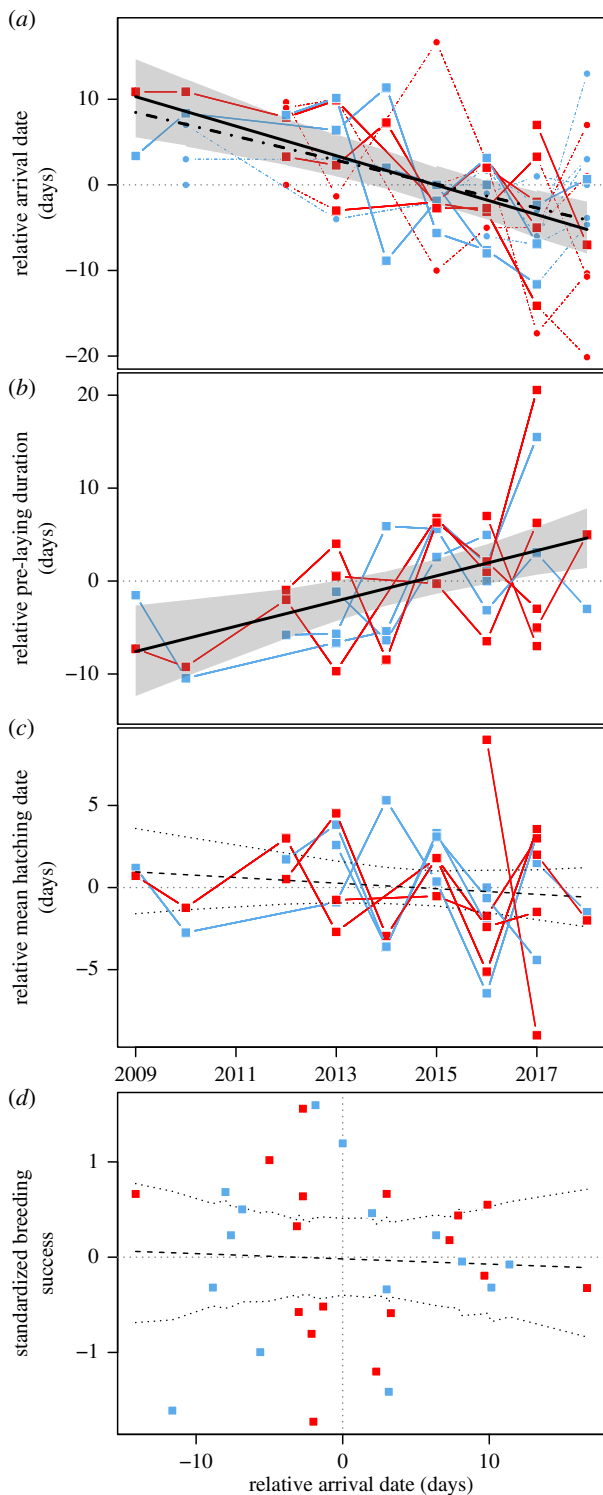 (a)
10
0
−10
−20
relative arrival date
(days)
(b)
20
10
0
−10
relative pre-laying duration
(days)
(c)
5
0
−5
relative mean hatching date
(days)
2009 2011 2013 2015 2017
(d)
1
0
−1
standardized breeding
success
−10 0 10
relative arrival date (days)